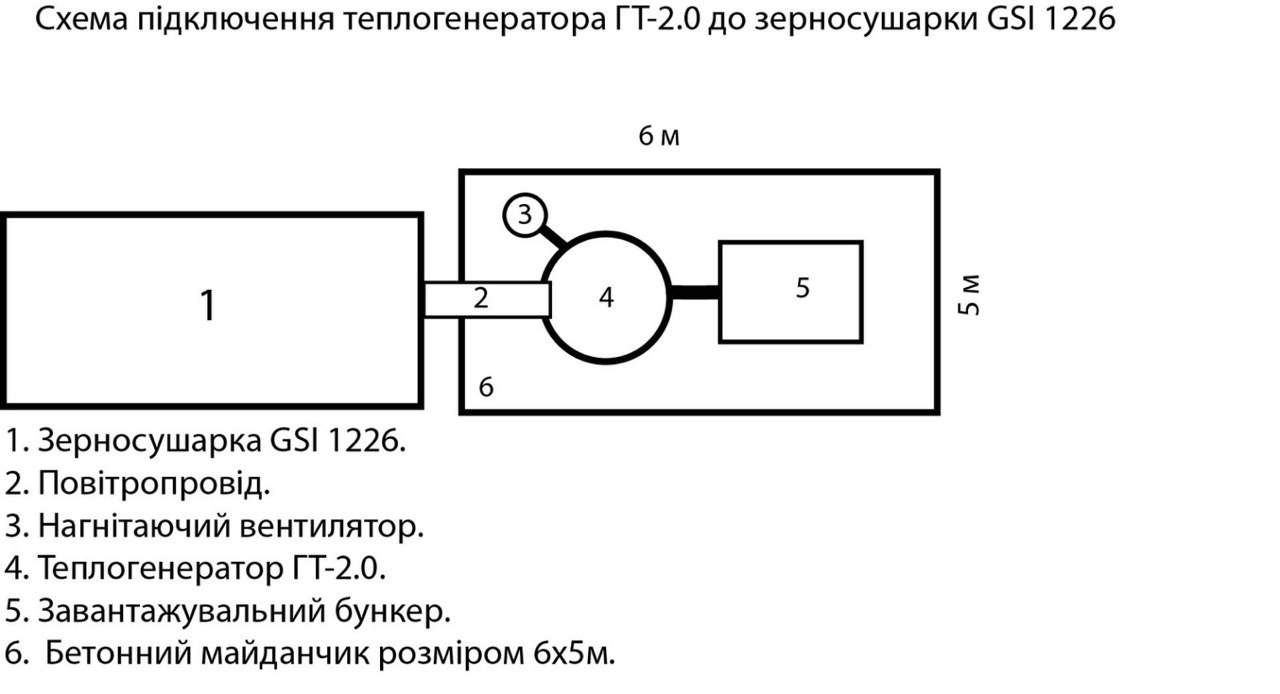 Схема підключення теплогенератора ГТ-2.0 до зерносушарки GSI 1226
6 м
3
1
2
4
5
5 м
6
1. Зерносушарка GSI 1226.
2. Повітропровід.
3. Нагнітаючий вентилятор.
4. Теплогенератор ГТ-2.0.
5. Завантажувальний бункер.
6. Бетонний майданчик розміром 6х5м.